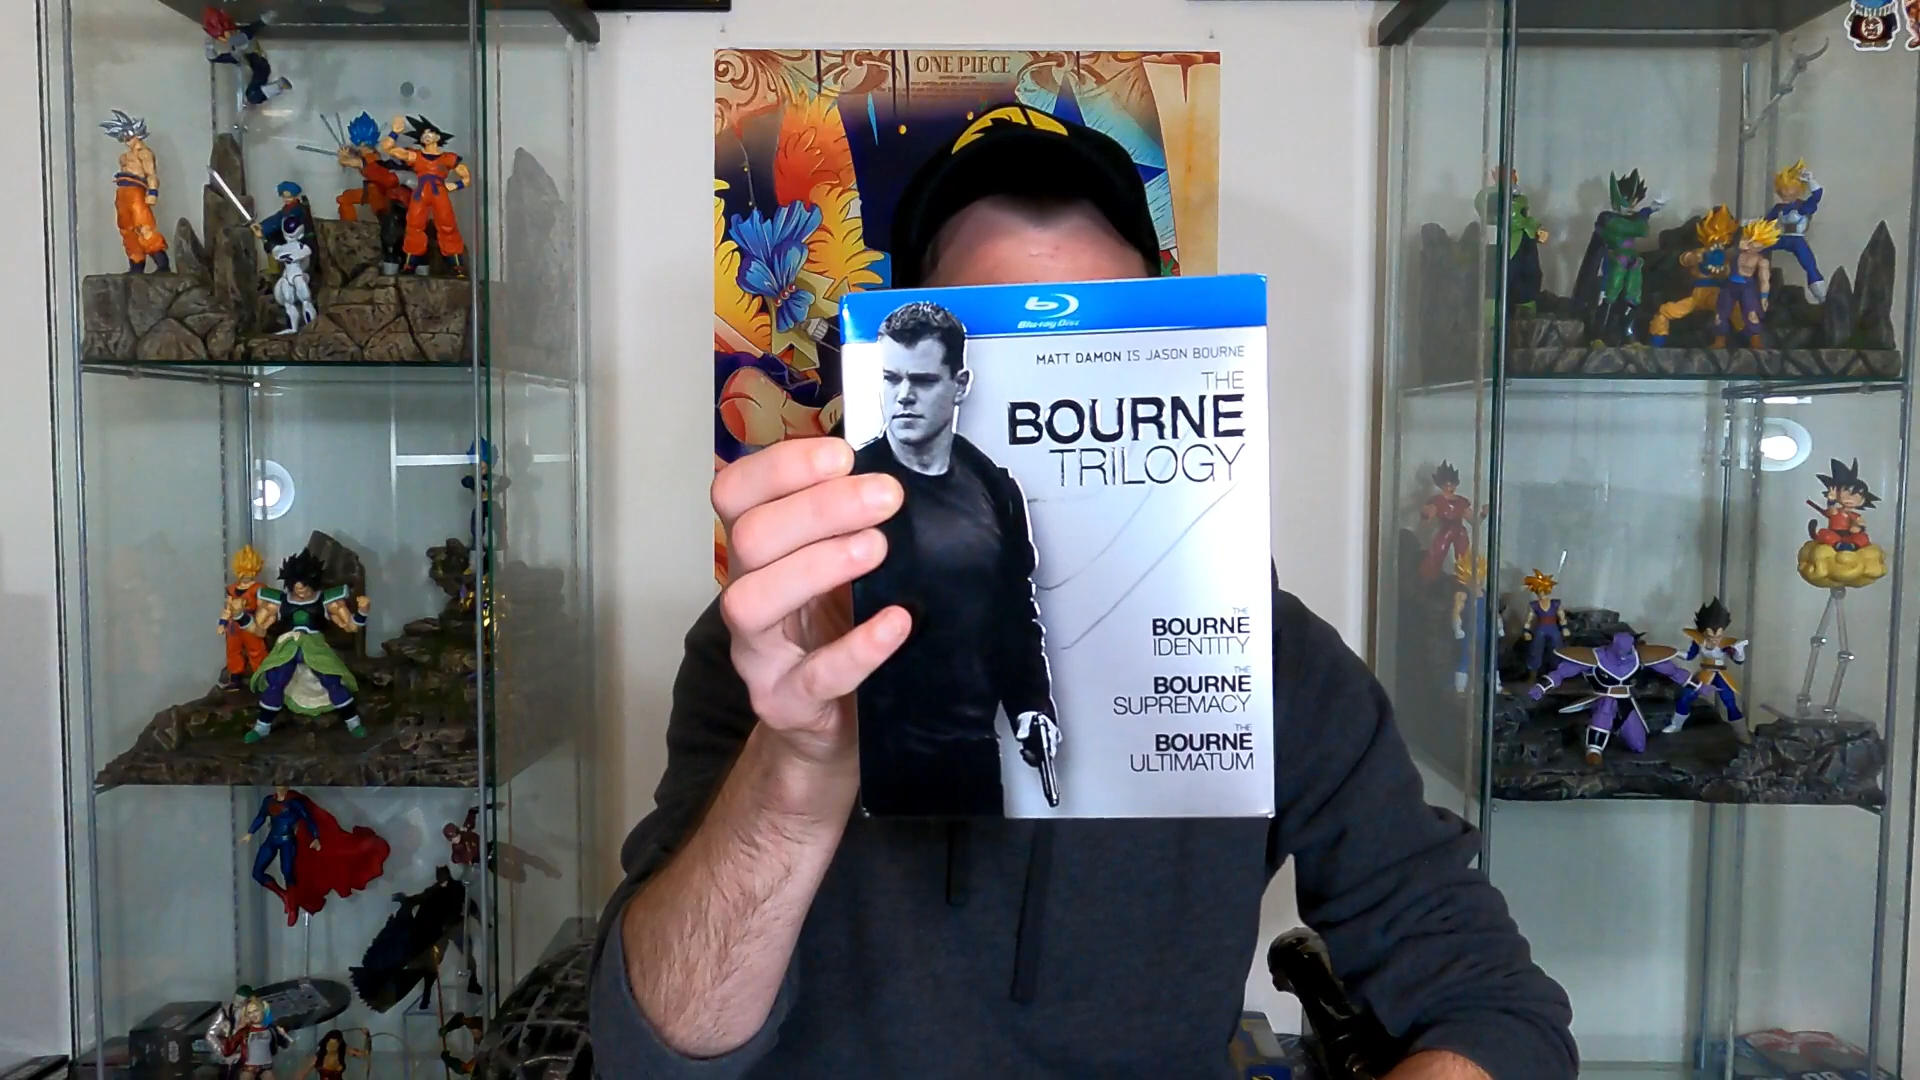 ONE PIECE
Blu-ray Disc
MATT DAMON IS JASON BOURNE
THE
BOURNE
TRILOGY
THE
BOURNE
IDENTITY
THE
BOURNE
SUPREMACY
THE
BOURNE
ULTIMATUM